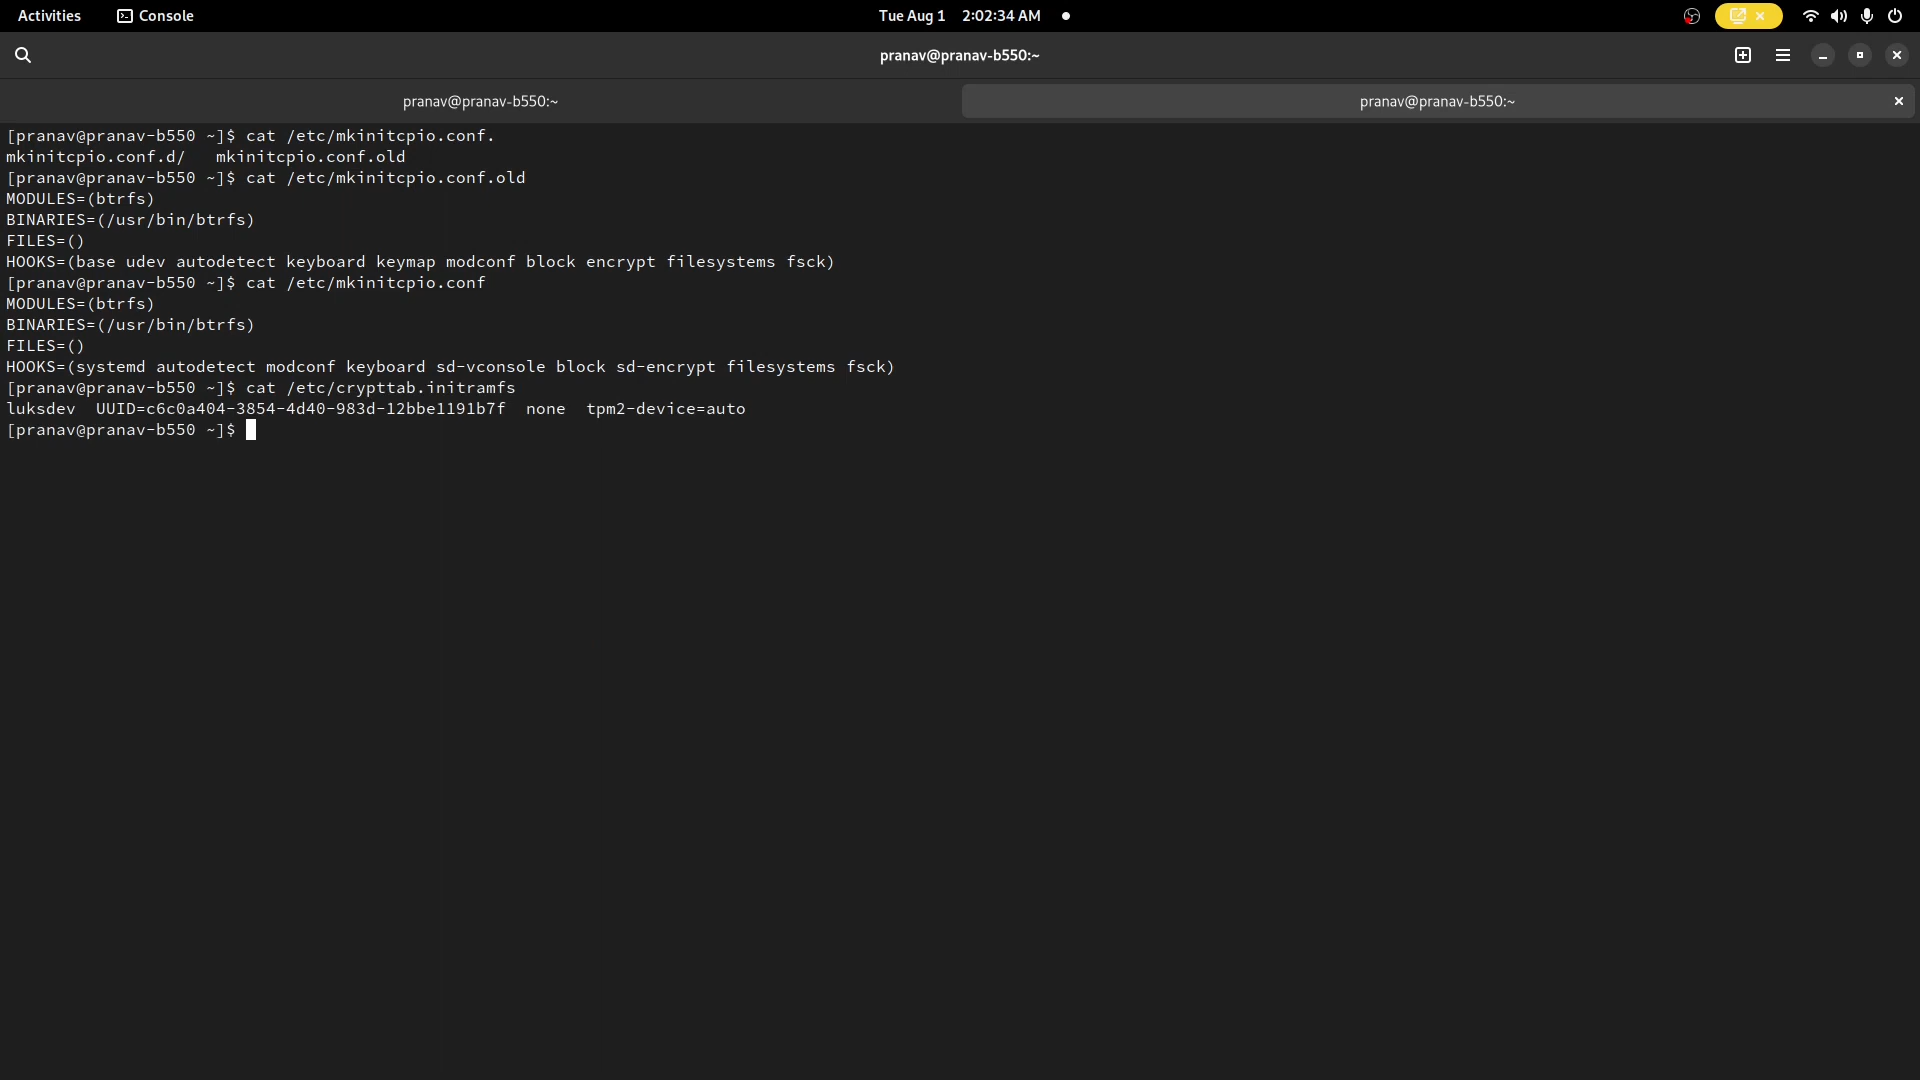 Activities Console Tue Aug 1 2:02:34 AM
pranav@pranav-b550:~
pranav@pranav-b550:~ pranav@pranav-b550:~
[pranav@pranav-b550 ~]$ cat /etc/mkinitcpio.conf.
mkinitcpio.conf.d/ mkinitcpio.conf.old
[pranav@pranav-b550 ~]$ cat /etc/mkinitcpio.conf.old
MODULES=(btrfs)
BINARIES=(/usr/bin/btrfs)
FILES=()
HOOKS=(base udev autodetect keyboard keymap modconf block encrypt filesystems fsck)
[pranav@pranav-b550 ~]$ cat /etc/mkinitcpio.conf
MODULES=(btrfs)
BINARIES=(/usr/bin/btrfs)
FILES=()
HOOKS=(systemd autodetect modconf keyboard sd-vconsole block sd-encrypt filesystems fsck)
[pranav@pranav-b550 ~]$ cat /etc/crypttab.initramfs
luksdev UUID=c6c0a404-3854-4d40-983d-12bbe1191b7f none tpm2-device=auto
[pranav@pranav-b550 ~]$